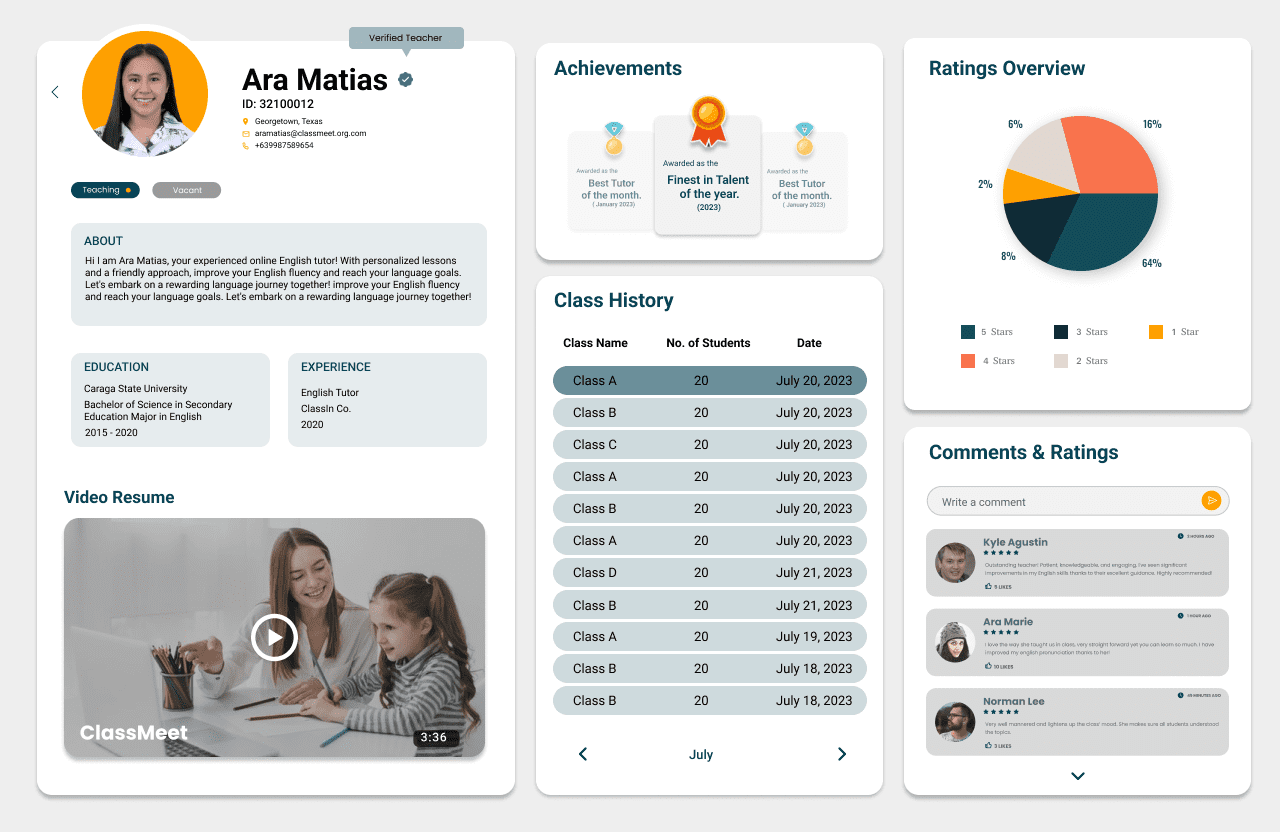 Verified Teacher
Ara Matias
ID: 32100012
Georgetown, Texas
aramatias@classmeet.org.com
+639987589654
Teaching
Vacant
ABOUT
Hi I am Ara Matias, your experienced online English tutor! With personalized lessons
and a friendly approach, improve your English fluency and reach your language goals.
Let's embark on a rewarding language journey together! improve your English fluency
and reach your language goals. Let's embark on a rewarding language journey together!
EDUCATION
Caraga State University
Bachelor of Science in Secondary
Education Major in English
2015 - 2020
EXPERIENCE
English Tutor
ClassIn Co.
2020
Video Resume
ClassMeet
3:36
Achievements
Awarded as the
Best Tutor
of the month.
( January 2023)
Awarded as the
Finest in Talent
of the year.
(2023)
Awarded as the
Best Tutor
of the month.
( January 2023)
Class History
Class Name No. of Students Date
Class A 20 July 20, 2023
Class B 20 July 20, 2023
Class C 20 July 20, 2023
Class A 20 July 20, 2023
Class B 20 July 20, 2023
Class A 20 July 20, 2023
Class D 20 July 21, 2023
Class B 20 July 21, 2023
Class A 20 July 19, 2023
Class B 20 July 18, 2023
Class B 20 July 18, 2023
July
Ratings Overview
6% 16%
2%
8%
64%
5 Stars 3 Stars 1 Star
4 Stars 2 Stars
Comments & Ratings
Write a comment
Kyle Agustin
2 HOURS AGO
Outstanding teacher! Patient, knowledgeable, and engaging. I've seen significant
improvements in my English skills thanks to their excellent guidance. Highly recommended!
5 LIKES
Ara Marie
1 HOUR AGO
I love the way she taught us in class, very straight forward yet you can learn so much. I have
improved my english pronunciation thanks to her!
10 LIKES
Norman Lee
48 MINUTES AGO
Very well mannered and lightens up the class' mood. She makes sure all students understood
the topics.
3 LIKES